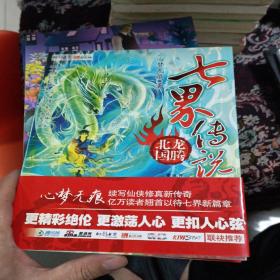 七界传说
北国
龙腾
心梦无痕
续写仙侠修真新传奇
亿万读者翘首以待七界新篇章
更精彩绝伦 更激荡人心 更扣人心弦
联袂推荐